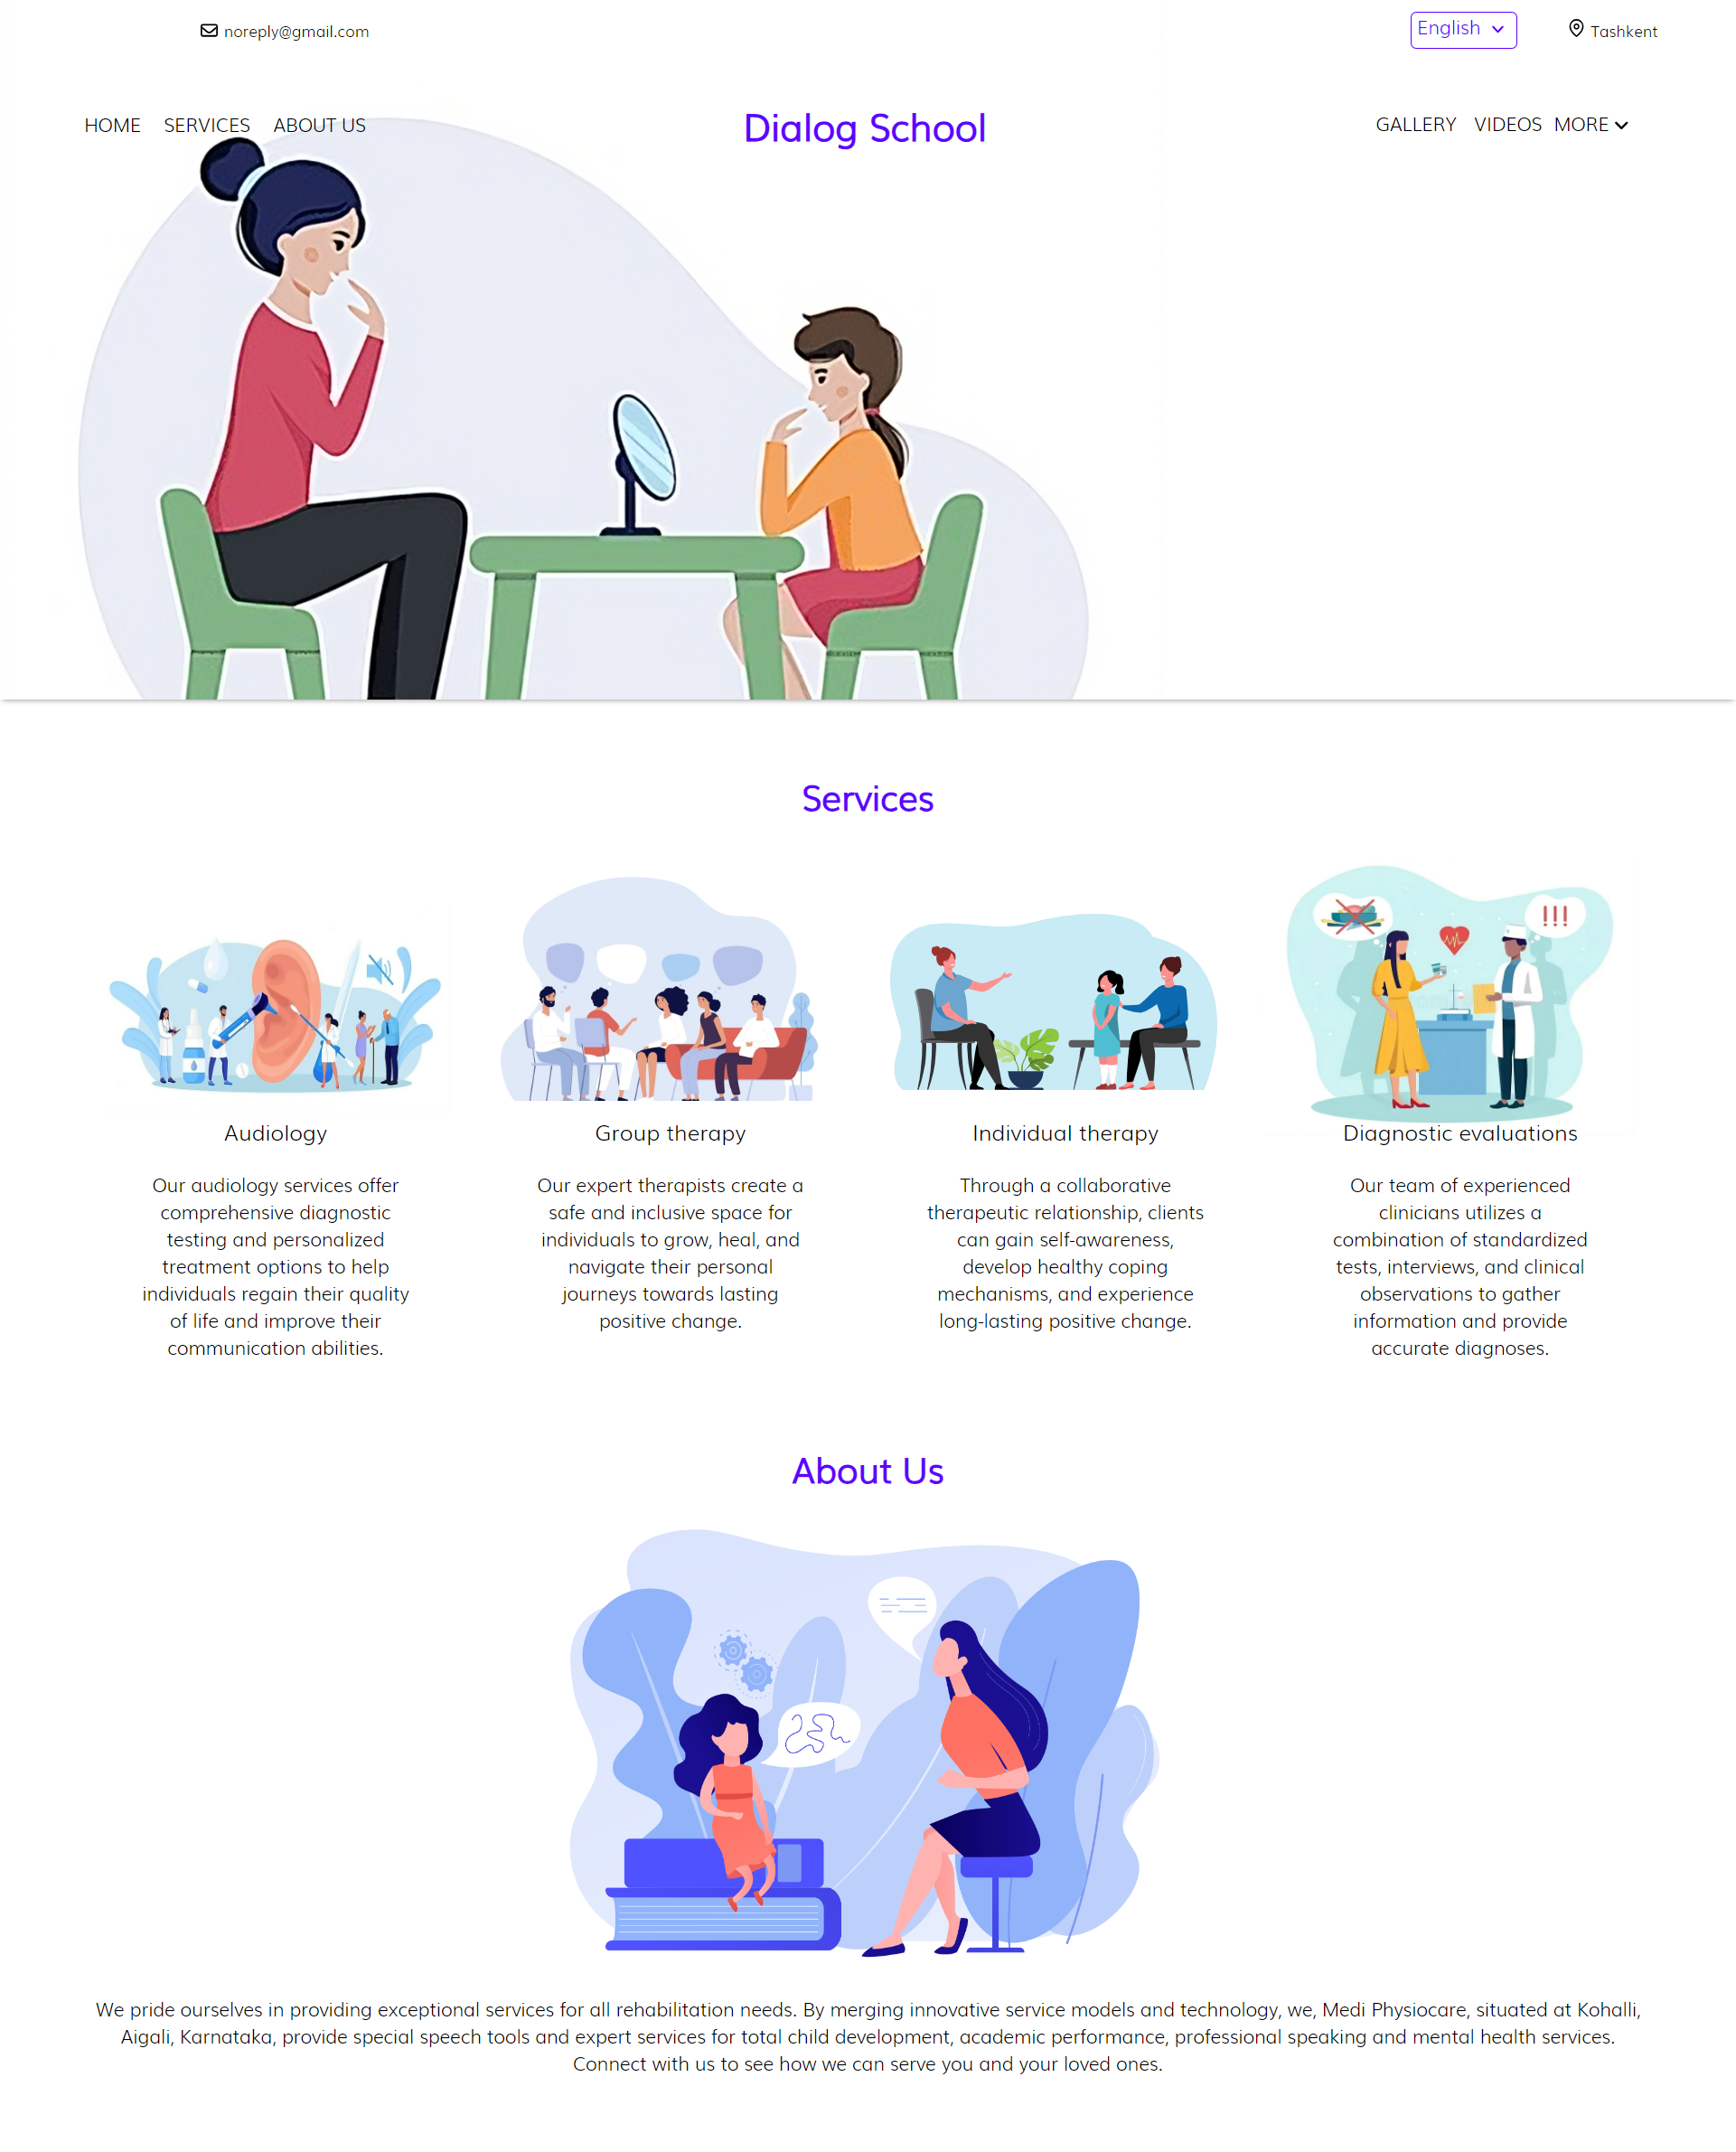 noreply@gmail.com
English
Tashkent
HOME SERVICES ABOUT US
Dialog School
GALLERY VIDEOS MORE
Services
!!!
Audiology
Our audiology services offer
comprehensive diagnostic
testing and personalized
treatment options to help
individuals regain their quality
of life and improve their
communication abilities.
Group therapy
Our expert therapists create a
safe and inclusive space for
individuals to grow, heal, and
navigate their personal
journeys towards lasting
positive change.
Individual therapy
Through a collaborative
therapeutic relationship, clients
can gain self-awareness,
develop healthy coping
mechanisms, and experience
long-lasting positive change.
Diagnostic evaluations
Our team of experienced
clinicians utilizes a
combination of standardized
tests, interviews, and clinical
observations to gather
information and provide
accurate diagnoses.
About Us
We pride ourselves in providing exceptional services for all rehabilitation needs. By merging innovative service models and technology, we, Medi Physiocare, situated at Kohalli,
Aigali, Karnataka, provide special speech tools and expert services for total child development, academic performance, professional speaking and mental health services.
Connect with us to see how we can serve you and your loved ones.